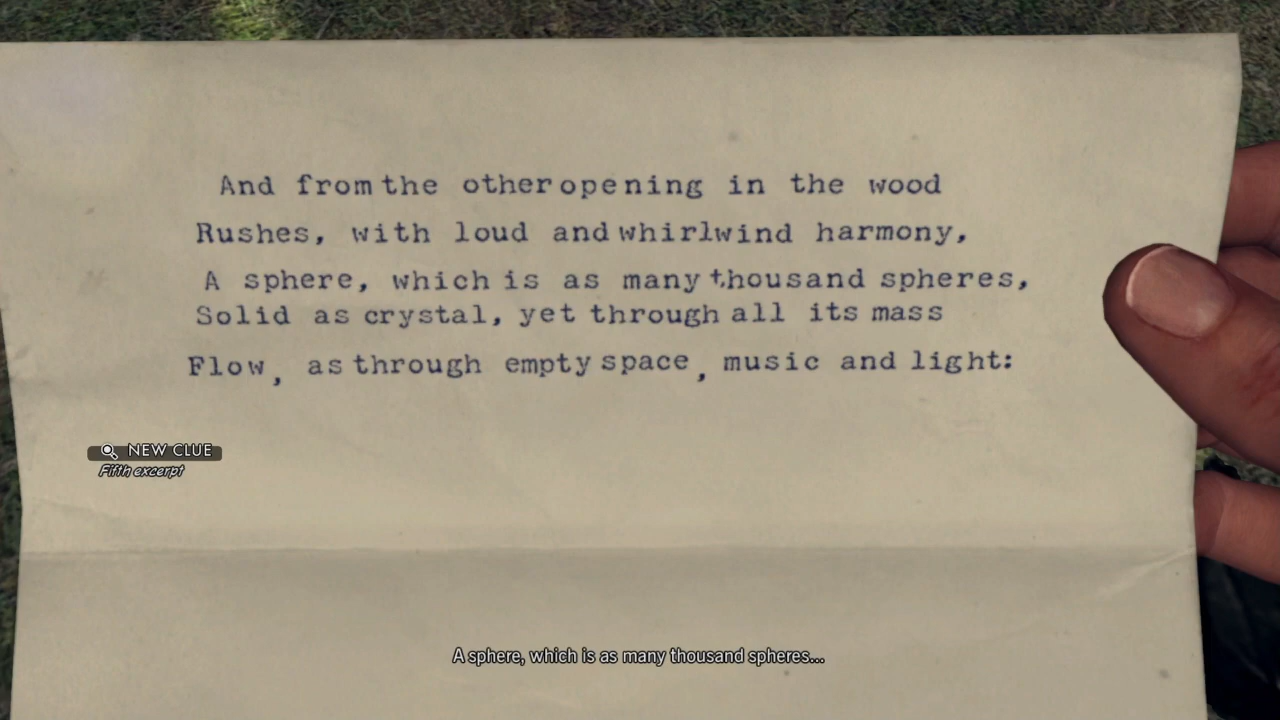 And from the other opening in the wood
Rushes, with loud and whirlwind harmony,
A sphere, which is as many thousand spheres,
Solid as crystal, yet through all its mass
Flow, as through empty space, music and light:
NEW CLUE
Fifth excerpt
A sphere, which is as many thousand spheres...